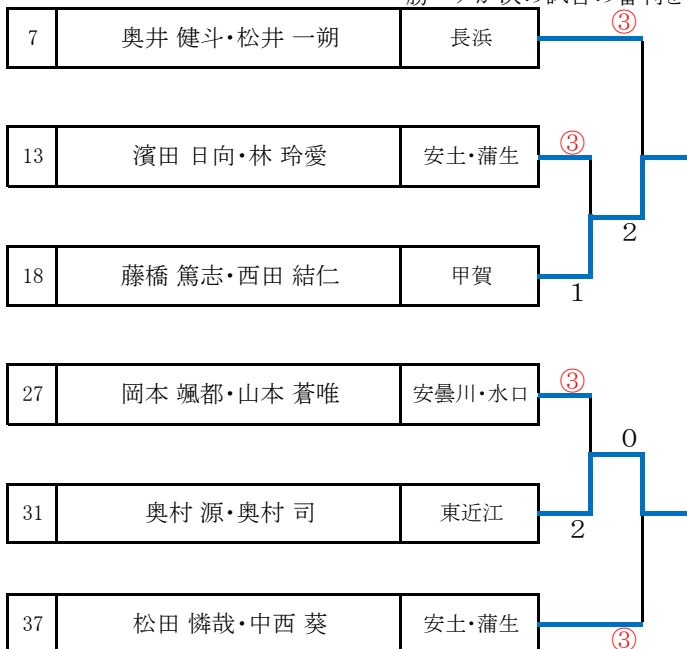 7 奥井 健斗・松井 一朔 長浜 ③
13 濱田 日向・林 玲愛 安土・蒲生 ③
2
18 藤橋 篤志・西田 結仁 甲賀 1
27 岡本 颯都・山本 蒼唯 安曇川・水口 ③
0
31 奥村 源・奥村 司 東近江 2
37 松田 憐哉・中西 葵 安土・蒲生 ③